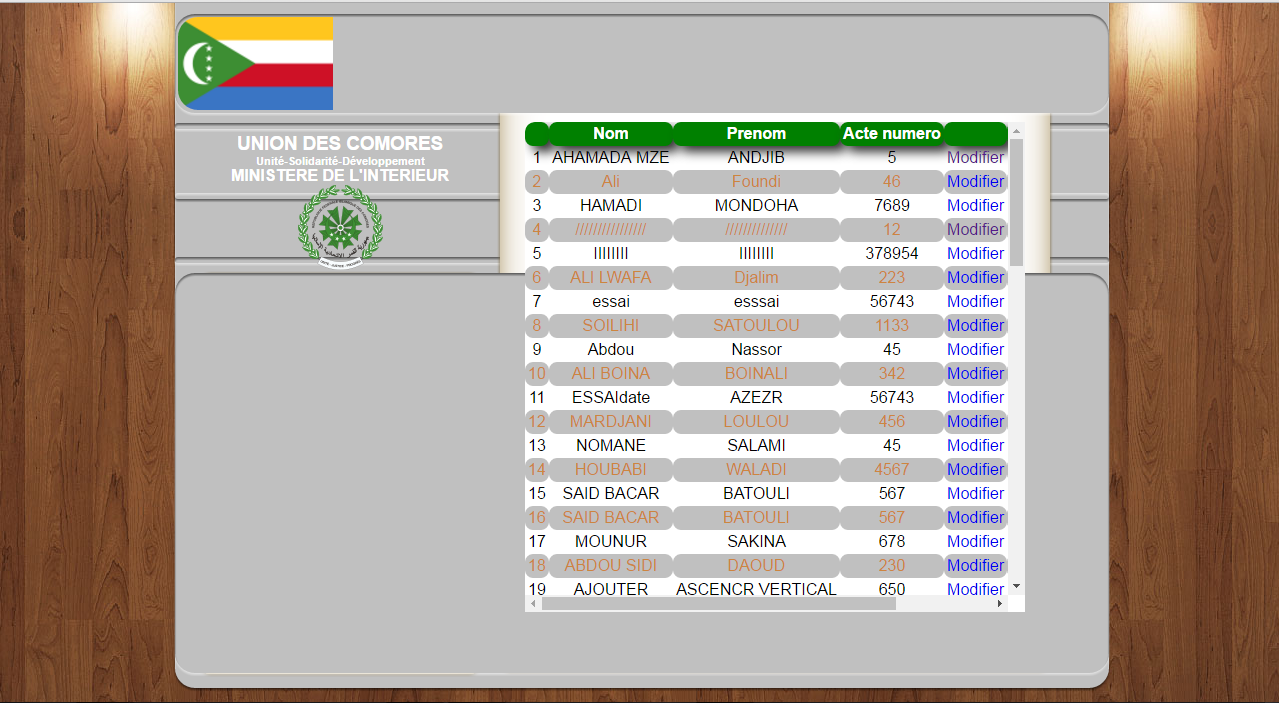 UNION DES COMORES
Unité-Solidarité-Développement
MINISTERE DE L'INTERIEUR
Nom Prenom Acte numero
1 AHAMADA MZE ANDJIB 5 Modifier
2 Ali Foundi 46 Modifier
3 HAMADI MONDOHA 7689 Modifier
4 //////////////// ////////////// 12 Modifier
5 llllllll llllllll 378954 Modifier
6 ALI LWAFA Djalim 223 Modifier
7 essai esssai 56743 Modifier
8 SOILIHI SATOULOU 1133 Modifier
9 Abdou Nassor 45 Modifier
10 ALI BOINA BOINALI 342 Modifier
11 ESSAIdate AZEZR 56743 Modifier
12 MARDJANI LOULOU 456 Modifier
13 NOMANE SALAMI 45 Modifier
14 HOUBABI WALADI 4567 Modifier
15 SAID BACAR BATOULI 567 Modifier
16 SAID BACAR BATOULI 567 Modifier
17 MOUNUR SAKINA 678 Modifier
18 ABDOU SIDI DAOUD 230 Modifier
19 AJOUTER ASCENCR VERTICAL 650 Modifier